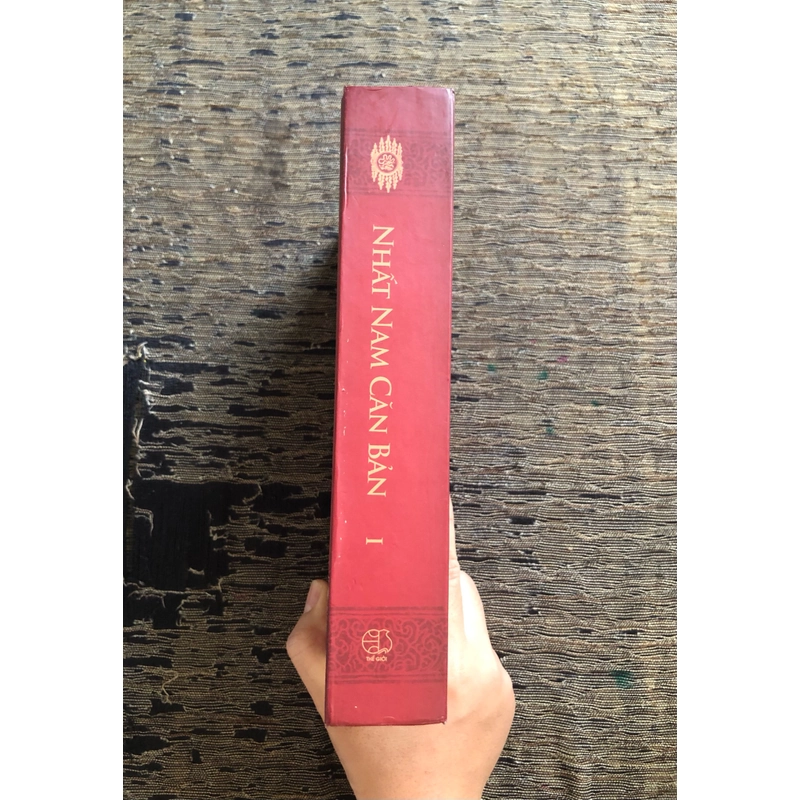 NHẤT NAM CĂN BẢN
I
THẾ GIỚI